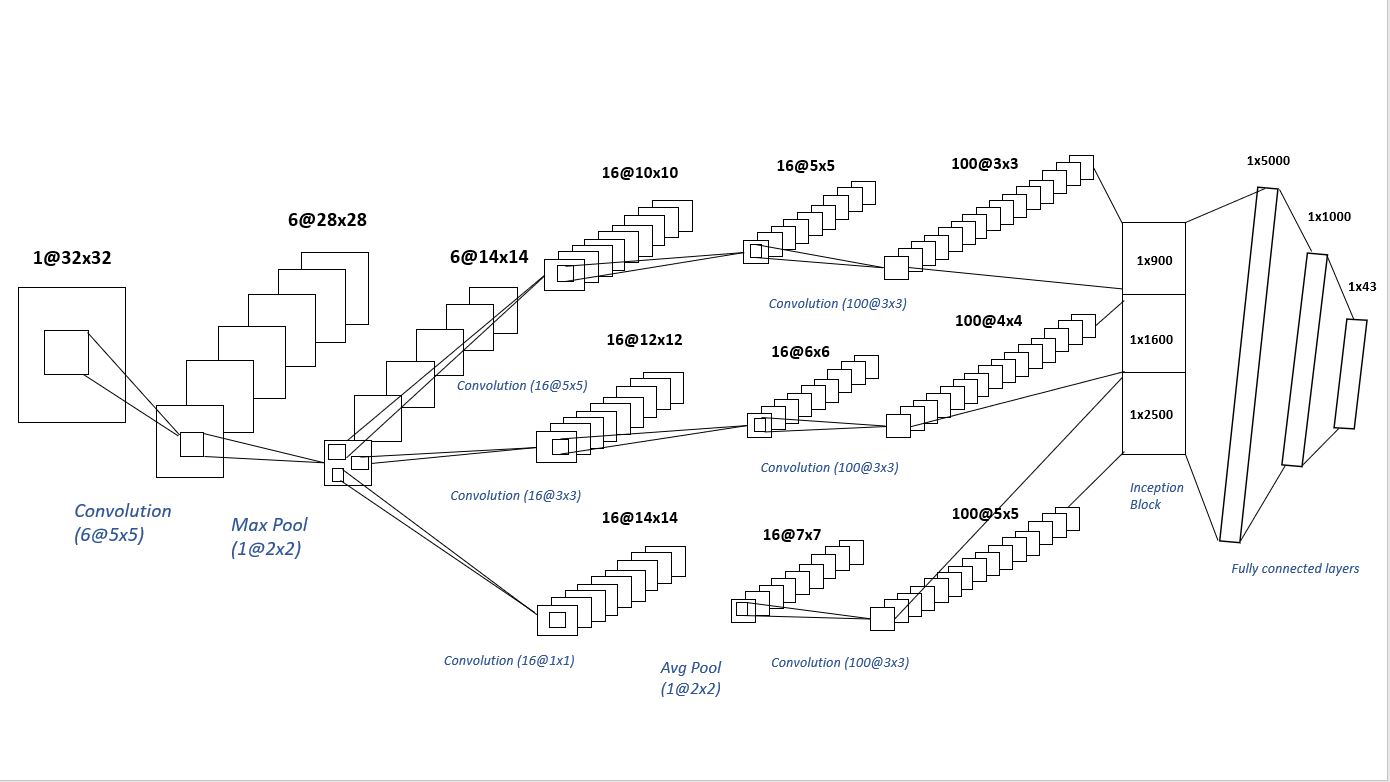 1@32x32
6@28x28
6@14x14
16@10x10
16@5x5
100@3x3
Convolution (16@5x5)
Convolution (100@3x3)
16@12x12
16@6x6
100@4x4
Convolution (16@3x3)
Convolution (100@3x3)
16@14x14
16@7x7
100@5x5
Convolution (16@1x1)
Avg Pool
(1@2x2)
Convolution (100@3x3)
Convolution
(6@5x5)
Max Pool
(1@2x2)
1x900
1x1600
1x2500
Inception
Block
1x5000
1x1000
1x43
Fully connected layers